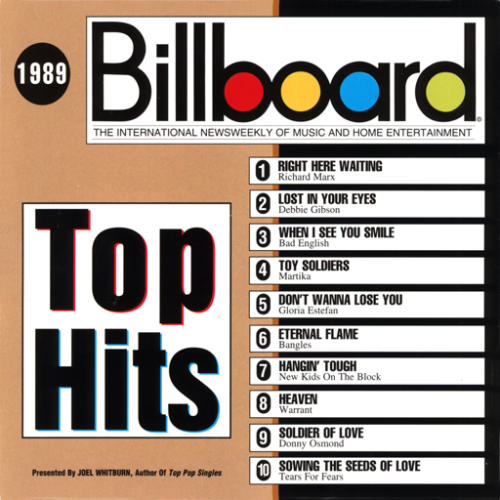 1989
Billboard®
THE INTERNATIONAL NEWSWEEKLY OF MUSIC AND HOME ENTERTAINMENT
Top
Hits
1 RIGHT HERE WAITING
Richard Marx
2 LOST IN YOUR EYES
Debbie Gibson
3 WHEN I SEE YOU SMILE
Bad English
4 TOY SOLDIERS
Martika
5 DON'T WANNA LOSE YOU
Gloria Estefan
6 ETERNAL FLAME
Bangles
7 HANGIN' TOUGH
New Kids On The Block
8 HEAVEN
Warrant
9 SOLDIER OF LOVE
Donny Osmond
10 SOWING THE SEEDS OF LOVE
Tears For Fears
Presented By JOEL WHITBURN, Author Of Top Pop Singles